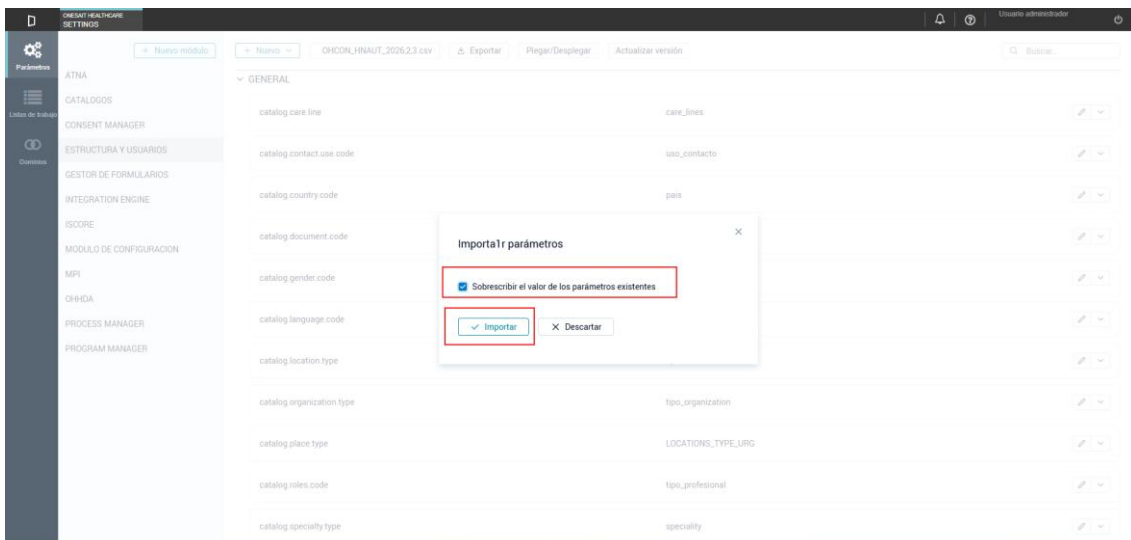 ONESAIT HEALTHCARE
SETTINGS
Usuario administrador
Parámetros
Listas de trabajo
Dominios
+ Nuevo módulo
ATNA
CATALOGOS
CONSENT MANAGER
ESTRUCTURA Y USUARIOS
GESTOR DE FORMULARIOS
INTEGRATION ENGINE
ISCORE
MODULO DE CONFIGURACION
MPI
OHHDA
PROCESS MANAGER
PROGRAM MANAGER
+ Nuevo
OHCON_HNAUT_2026.2.3.csv
Exportar
Plegar/Desplegar
Actualizar versión
Buscar...
GENERAL
catalog.care.line care_lines
catalog.contact.use.code uso_contacto
catalog.country.code pais
catalog.document.code
catalog.gender.code
catalog.language.code
catalog.location.type
catalog.organization.type tipo_organization
catalog.place.type LOCATIONS_TYPE_URG
catalog.roles.code tipo_profesional
catalog.specialty.type speciality
Importa1r parámetros
Sobrescribir el valor de los parámetros existentes
Importar
Descartar